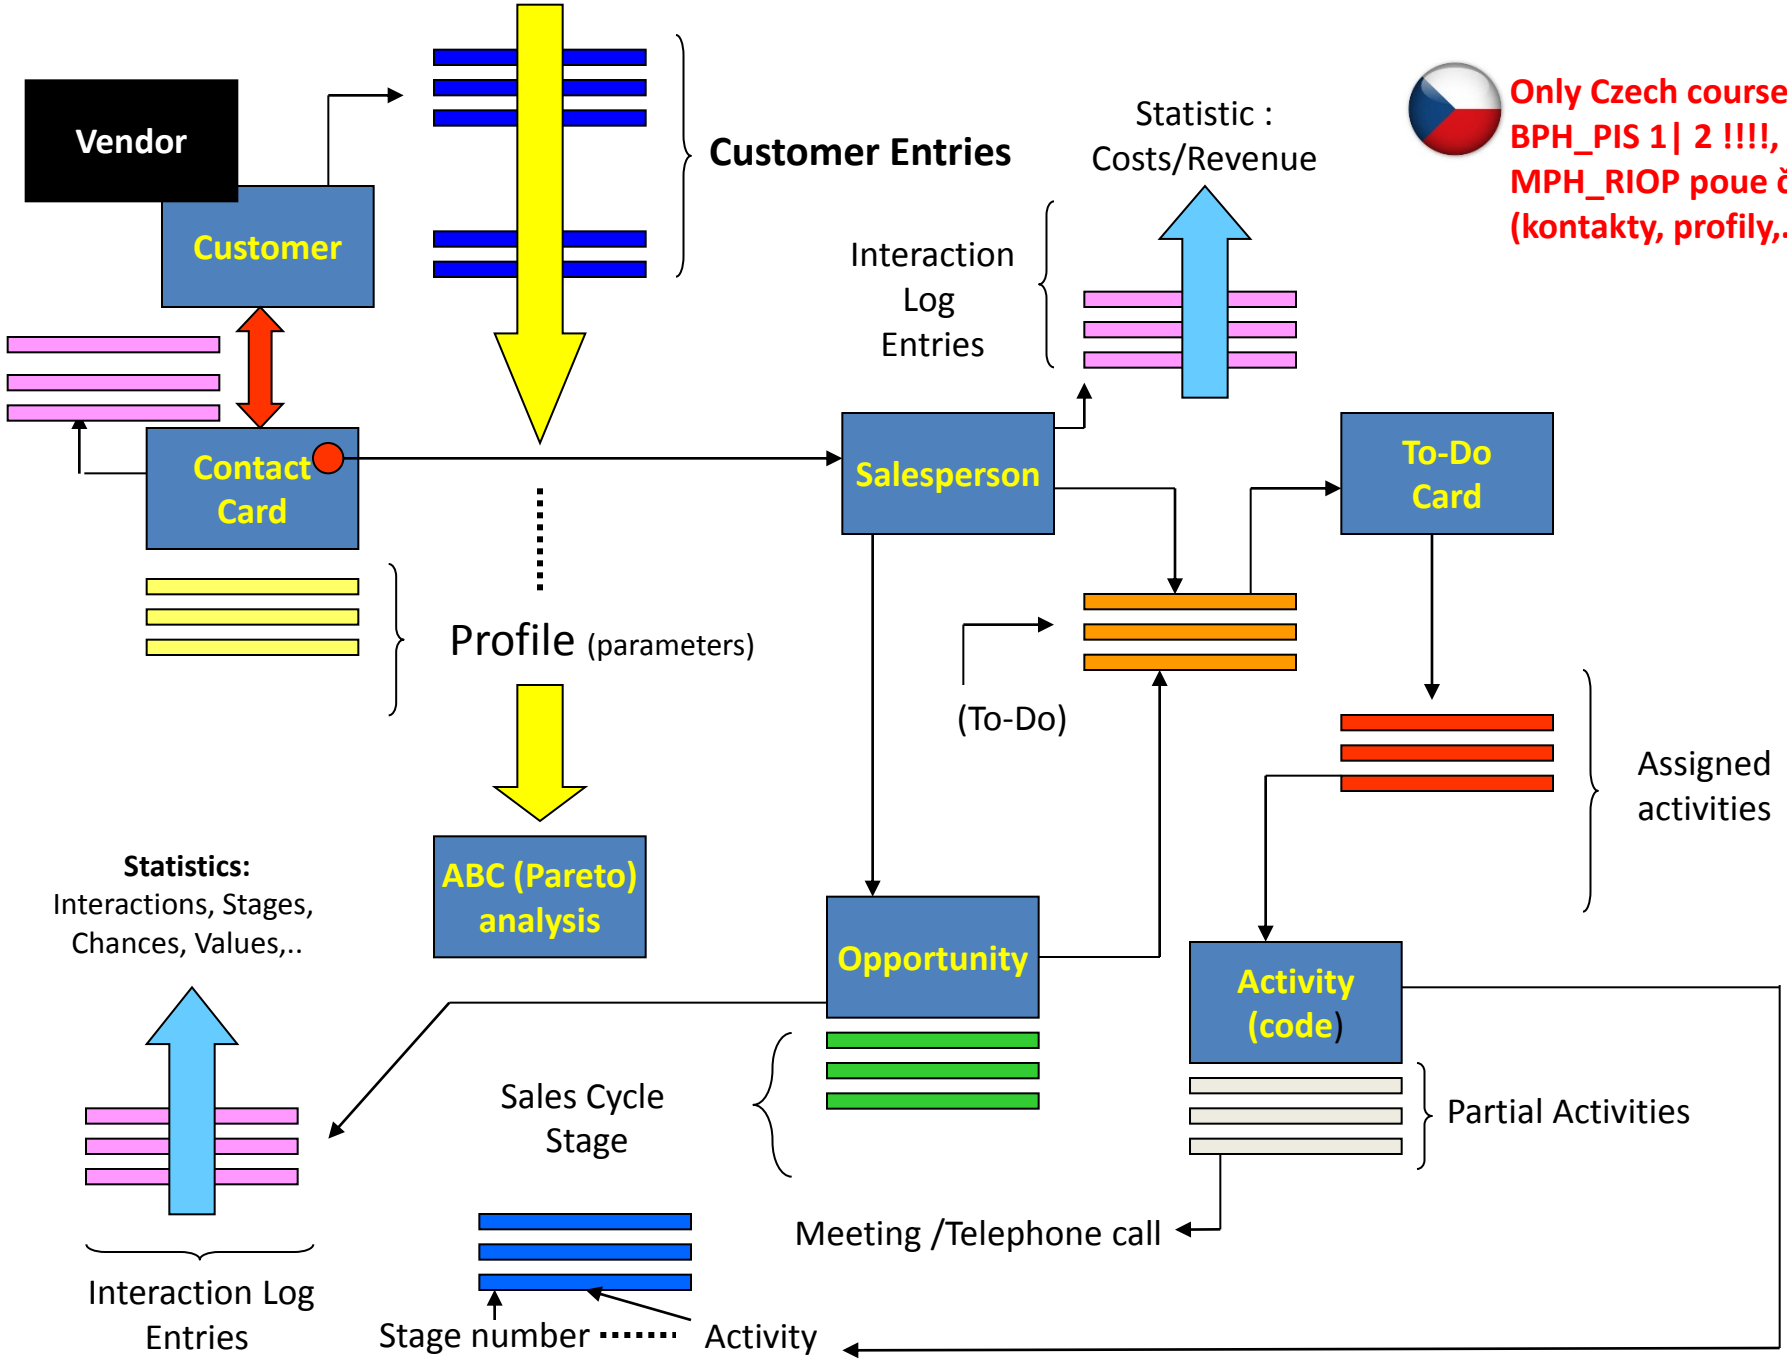 Vendor
Customer
Customer Entries
Statistic :
Costs/Revenue
Only Czech course
BPH_PIS 1| 2 !!!!,
MPH_RIOP poue č
(kontakty, profily,.
Interaction
Log
Entries
Contact
Card
Salesperson
To-Do
Card
Profile (parameters)
(To-Do)
Assigned
activities
ABC (Pareto)
analysis
Statistics:
Interactions, Stages,
Chances, Values,..
Opportunity
Activity
(code)
Sales Cycle
Stage
Partial Activities
Meeting /Telephone call
Interaction Log
Entries
Stage number
Activity